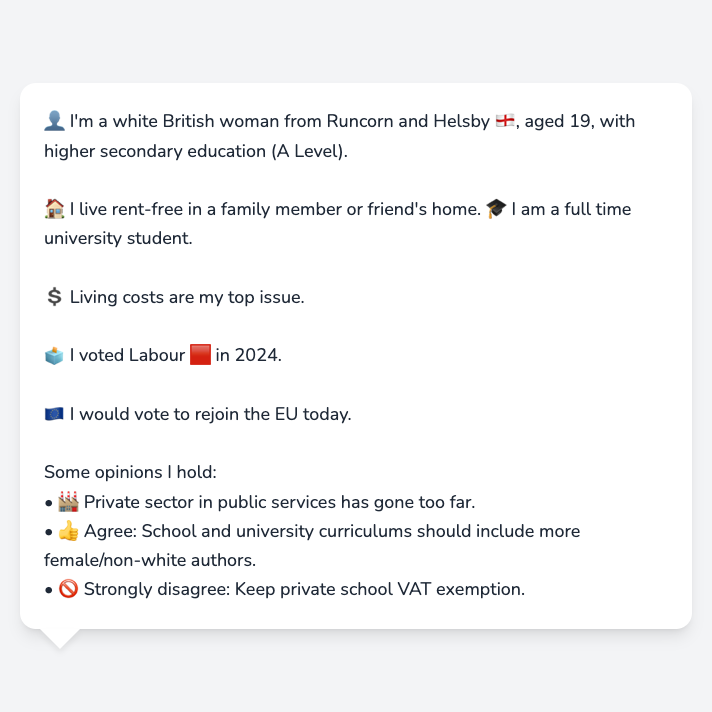 👤 I'm a white British woman from Runcorn and Helsby 🏴󠁧󠁢󠁥󠁮󠁧󠁿, aged 19, with
higher secondary education (A Level).
🏠 I live rent-free in a family member or friend's home. 🎓 I am a full time
university student.
💲 Living costs are my top issue.
🗳️ I voted Labour 🟥 in 2024.
🇪🇺 I would vote to rejoin the EU today.
Some opinions I hold:
• 🏭 Private sector in public services has gone too far.
• 👍 Agree: School and university curriculums should include more
female/non-white authors.
• 🚫 Strongly disagree: Keep private school VAT exemption.